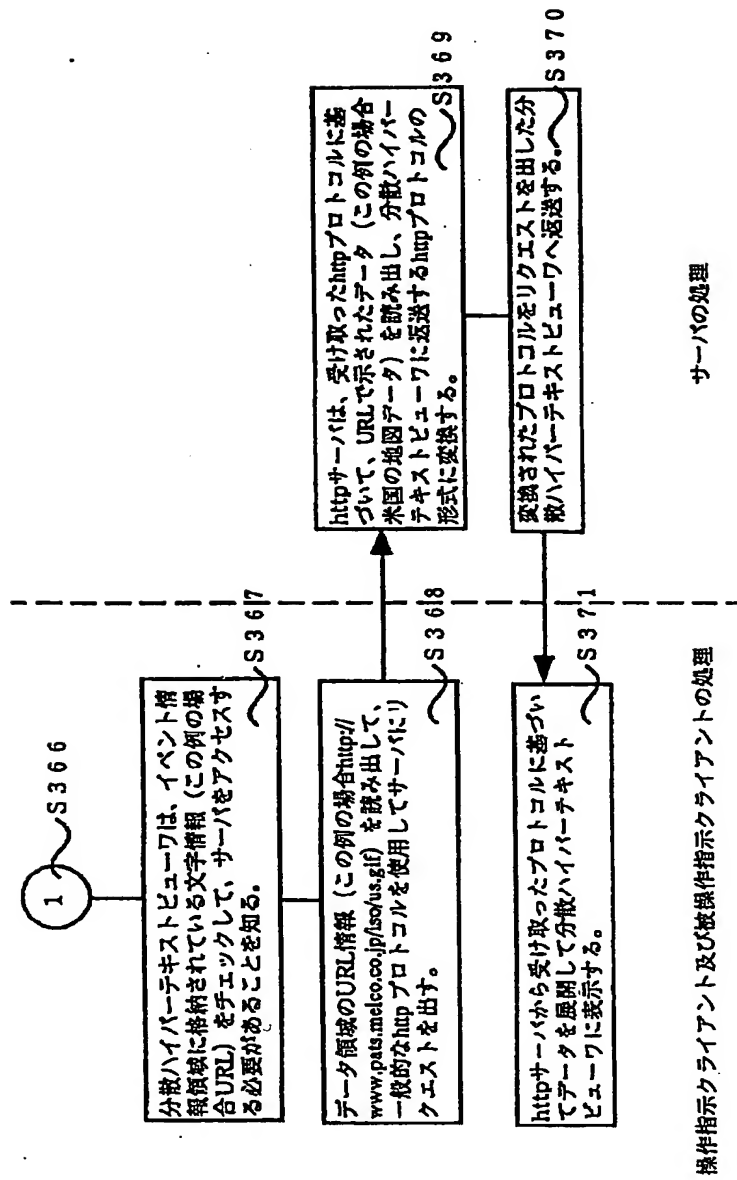 1
S366
分散ハイパーテキストビューワは、イベント情
報領域に格納されている文字情報（この例の場
合URL）をチェックして、サーバをアクセスす
る必要があることを知る。
S367
データ領域のURL情報（この例の場合http://
www.pats.melco.co.jp/iso/us.gif）を読み出して、
一般的なhttp プロトコルを使用してサーバにリ
クエストを出す。
S368
httpサーバは、受け取ったhttpプロトコルに基
づいて、URLで示されたデータ（この例の場合
米国の地図データ）を読み出し、分散ハイパー
テキストビューワに返送するhttpプロトコルの
形式に変換する。
S369
変換されたプロトコルをリクエストを出した分
散ハイパーテキストビューワへ返送する。
S370
httpサーバから受け取ったプロトコルに基づい
てデータを展開して分散ハイパーテキスト
ビューワに表示する。
S371
操作指示クライアント及び被操作指示クライアントの処理
サーバの処理